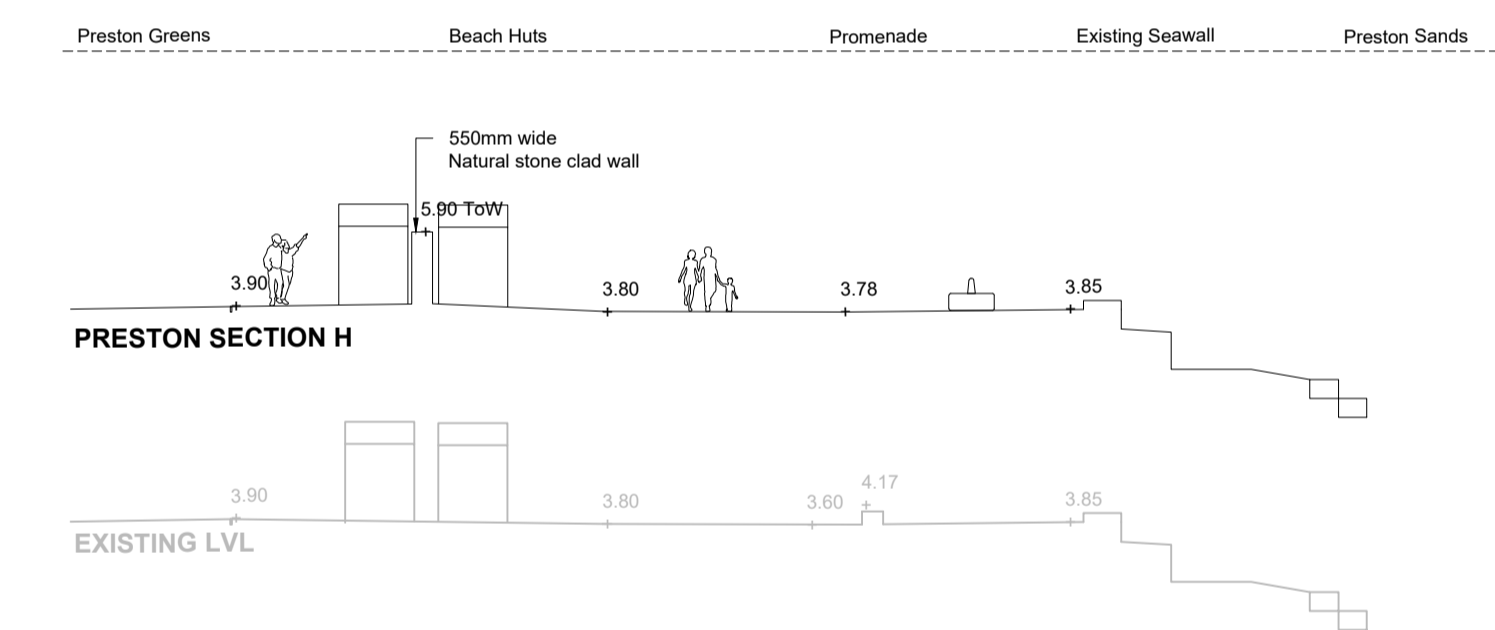 Preston Greens
Beach Huts
Promenade
Existing Seawall
Preston Sands
550mm wide
Natural stone clad wall
5.90 ToW
3.90
3.80
3.78
3.85
PRESTON SECTION H
3.90
3.80
3.60
4.17
3.85
EXISTING LVL